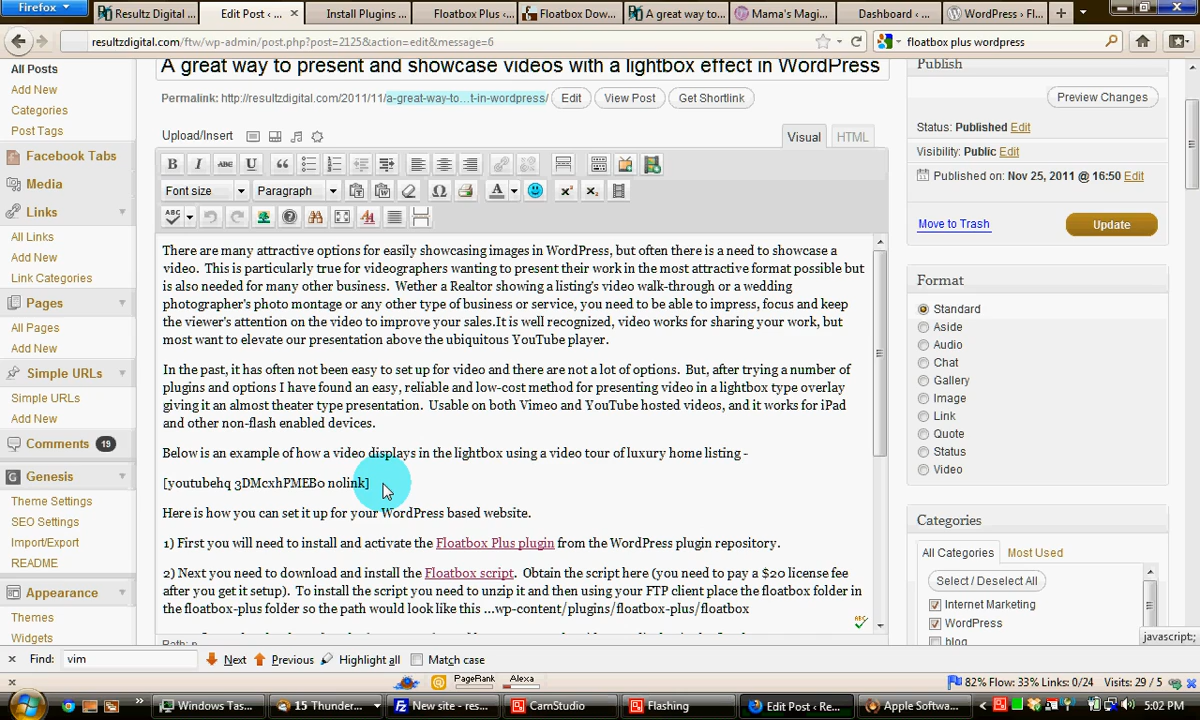 Firefox
Resultz Digital ...
Edit Post ‹ ...
Install Plugins ...
Floatbox Plus ‹ ...
Floatbox Dow...
A great way to...
Mama's Magi...
Dashboard ‹ ...
WordPress › Fl...
resultzdigital.com/ftw/wp-admin/post.php?post=2125&action=edit&message=6
floatbox plus wordpress
All Posts
Add New
Categories
Post Tags
Facebook Tabs
Media
Links
All Links
Add New
Link Categories
Pages
All Pages
Add New
Simple URLs
Simple URLs
Add New
Comments 19
Genesis
Theme Settings
SEO Settings
Import/Export
README
Appearance
Themes
Widgets
A great way to present and showcase videos with a lightbox effect in WordPress
Permalink: http://resultzdigital.com/2011/11/a-great-way-to…t-in-wordpress/ Edit View Post Get Shortlink
Upload/Insert
Visual HTML
B I ABC U
Font size Paragraph
ABC
There are many attractive options for easily showcasing images in WordPress, but often there is a need to showcase a
video. This is particularly true for videographers wanting to present their work in the most attractive format possible but
is also needed for many other business. Wether a Realtor showing a listing's video walk-through or a wedding
photographer's photo montage or any other type of business or service, you need to be able to impress, focus and keep
the viewer's attention on the video to improve your sales.It is well recognized, video works for sharing your work, but
most want to elevate our presentation above the ubiquitous YouTube player.
In the past, it has often not been easy to set up for video and there are not a lot of options. But, after trying a number of
plugins and options I have found an easy, reliable and low-cost method for presenting video in a lightbox type overlay
giving it an almost theater type presentation. Usable on both Vimeo and YouTube hosted videos, and it works for iPad
and other non-flash enabled devices.
Below is an example of how a video displays in the lightbox using a video tour of luxury home listing -
[youtubehq 3DMcxhPMEB0 nolink]
Here is how you can set it up for your WordPress based website.
1) First you will need to install and activate the Floatbox Plus plugin from the WordPress plugin repository.
2) Next you need to download and install the Floatbox script. Obtain the script here (you need to pay a $20 license fee
after you get it setup). To install the script you need to unzip it and then using your FTP client place the floatbox folder in
the floatbox-plus folder so the path would look like this ...wp-content/plugins/floatbox-plus/floatbox
Path: p
Publish
Preview Changes
Status: Published Edit
Visibility: Public Edit
Published on: Nov 25, 2011 @ 16:50 Edit
Move to Trash
Update
Format
Standard
Aside
Audio
Chat
Gallery
Image
Link
Quote
Status
Video
Categories
All Categories Most Used
Select / Deselect All
Internet Marketing
WordPress
blog
javascript:;
Find: vim Next Previous Highlight all Match case
PageRank Alexa
82% Flow: 33% Links: 0/24 Visits: 29 / 5
Windows Tas...
15 Thunder...
New site - res...
CamStudio
Flashing
Edit Post ‹ Re...
Apple Softwa...
5:02 PM